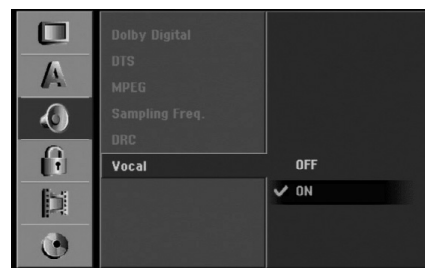 Dolby Digital
DTS
MPEG
Sampling Freq.
DRC
Vocal
OFF
ON